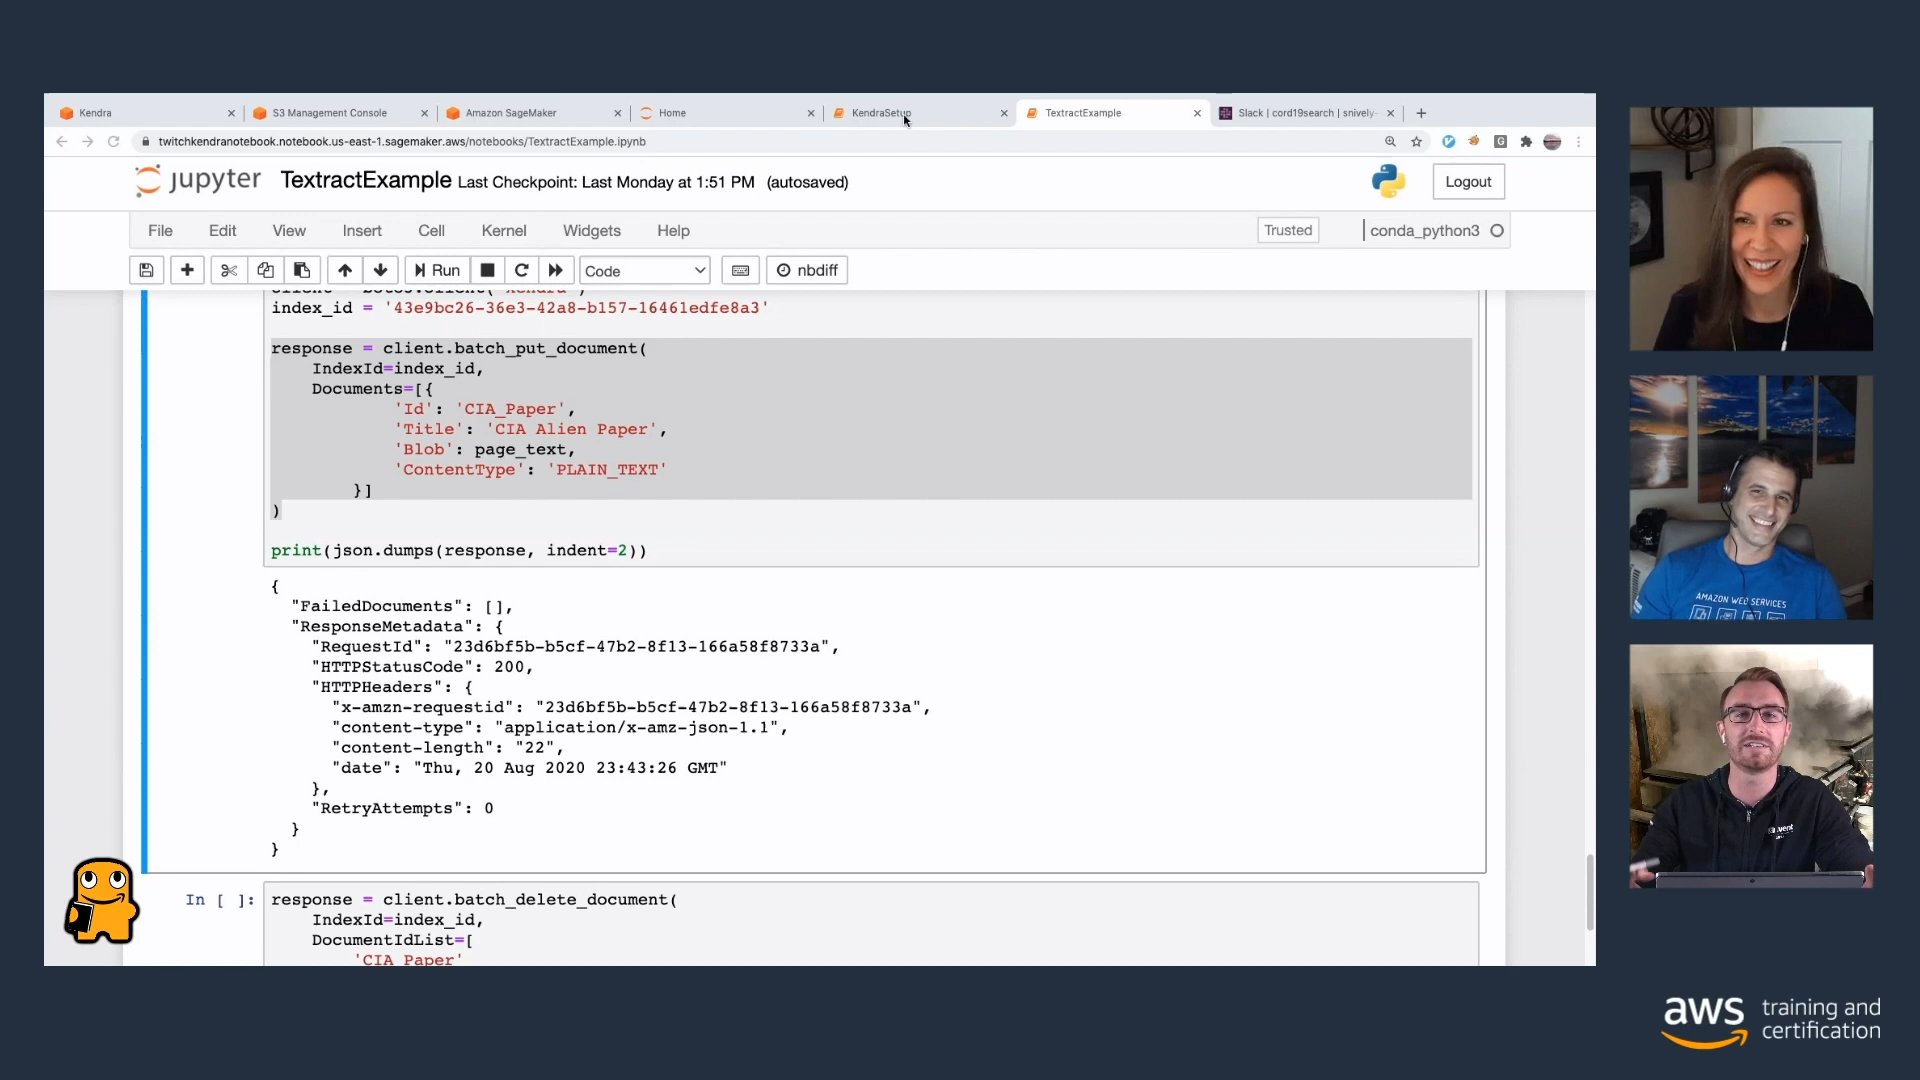 Kendra
S3 Management Console
Amazon SageMaker
Home
KendraSetup
TextractExample
Slack | cord19search | snively-
twitchkendranotebook.notebook.us-east-1.sagemaker.aws/notebooks/TextractExample.ipynb
jupyter TextractExample Last Checkpoint: Last Monday at 1:51 PM (autosaved)
Logout
File Edit View Insert Cell Kernel Widgets Help
Trusted
conda_python3
Run
Code
nbdiff
index_id = '43e9bc26-36e3-42a8-b157-16461edfe8a3'
response = client.batch_put_document(
IndexId=index_id,
Documents=[{
'Id': 'CIA_Paper',
'Title': 'CIA Alien Paper',
'Blob': page_text,
'ContentType': 'PLAIN_TEXT'
}]
)
print(json.dumps(response, indent=2))
{
"FailedDocuments": [],
"ResponseMetadata": {
"RequestId": "23d6bf5b-b5cf-47b2-8f13-166a58f8733a",
"HTTPStatusCode": 200,
"HTTPHeaders": {
"x-amzn-requestid": "23d6bf5b-b5cf-47b2-8f13-166a58f8733a",
"content-type": "application/x-amz-json-1.1",
"content-length": "22",
"date": "Thu, 20 Aug 2020 23:43:26 GMT"
},
"RetryAttempts": 0
}
}
In [ ]:
response = client.batch_delete_document(
IndexId=index_id,
DocumentIdList=[
'CIA Paper'
AMAZON WEB SERVICES
aws training and
certification